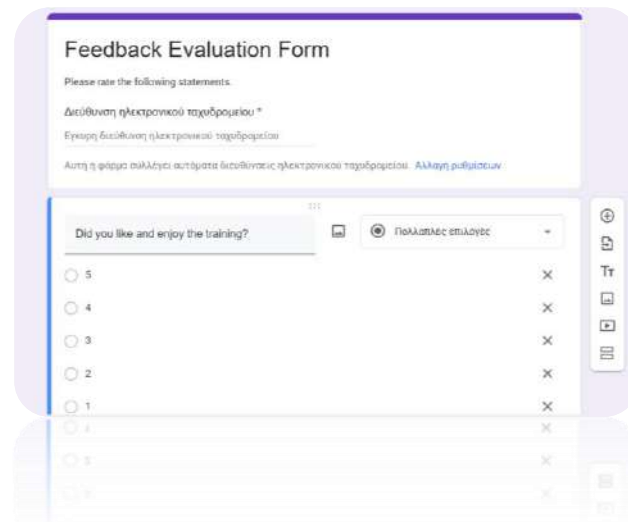 Feedback Evaluation Form
Please rate the following statements.
Διεύθυνση ηλεκτρονικού ταχυδρομείου *
Έγκυρη διεύθυνση ηλεκτρονικού ταχυδρομείου
Αυτή η φόρμα συλλέγει αυτόματα διευθύνσεις ηλεκτρονικού ταχυδρομείου. Αλλαγή ρυθμίσεων
Did you like and enjoy the training?
Πολλαπλές επιλογές
5
4
3
2
1
Tт